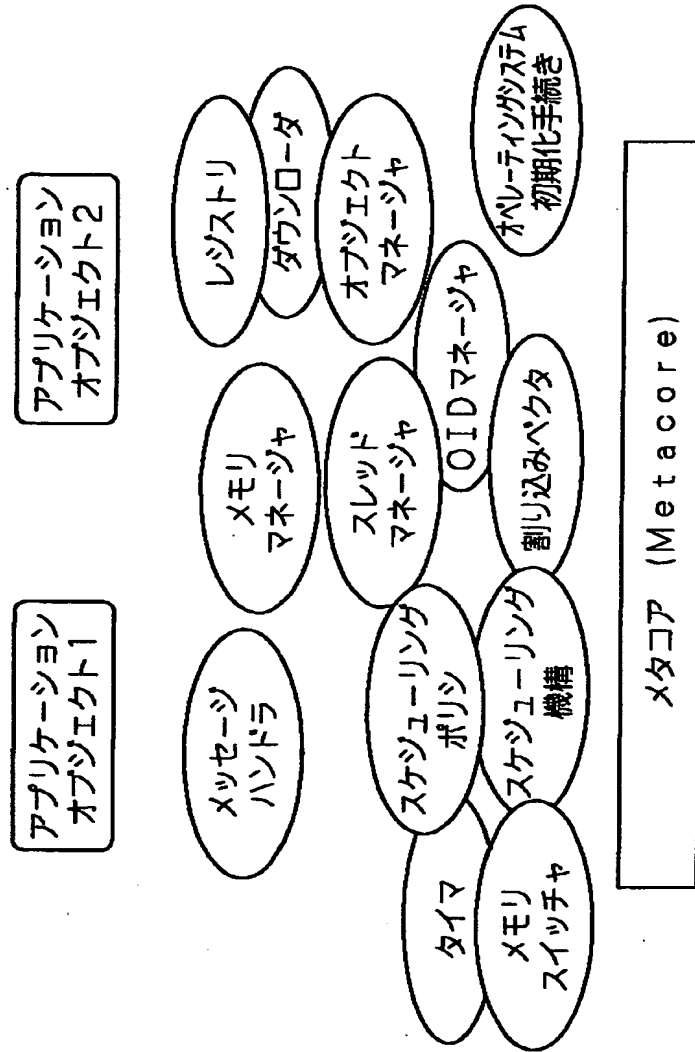 アプリケーション
オブジェクト1
アプリケーション
オブジェクト2
メッセージ
ハンドラ
メモリ
マネージャ
レジストリ
ダウンローダ
スレッド
マネージャ
オブジェクト
マネージャ
スケジューリング
ポリシ
タイマ
OIDマネージャ
メモリ
スイッチャ
スケジューリング
機構
割り込みベクタ
オペレーティングシステム
初期化手続き
メタコア (Metacore)